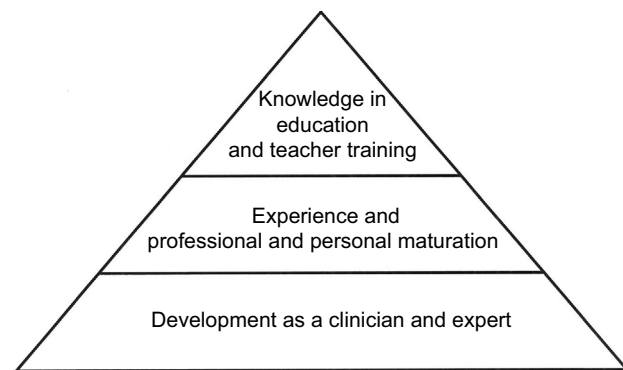 Knowledge in
education
and teacher training
Experience and
professional and personal maturation
Development as a clinician and expert